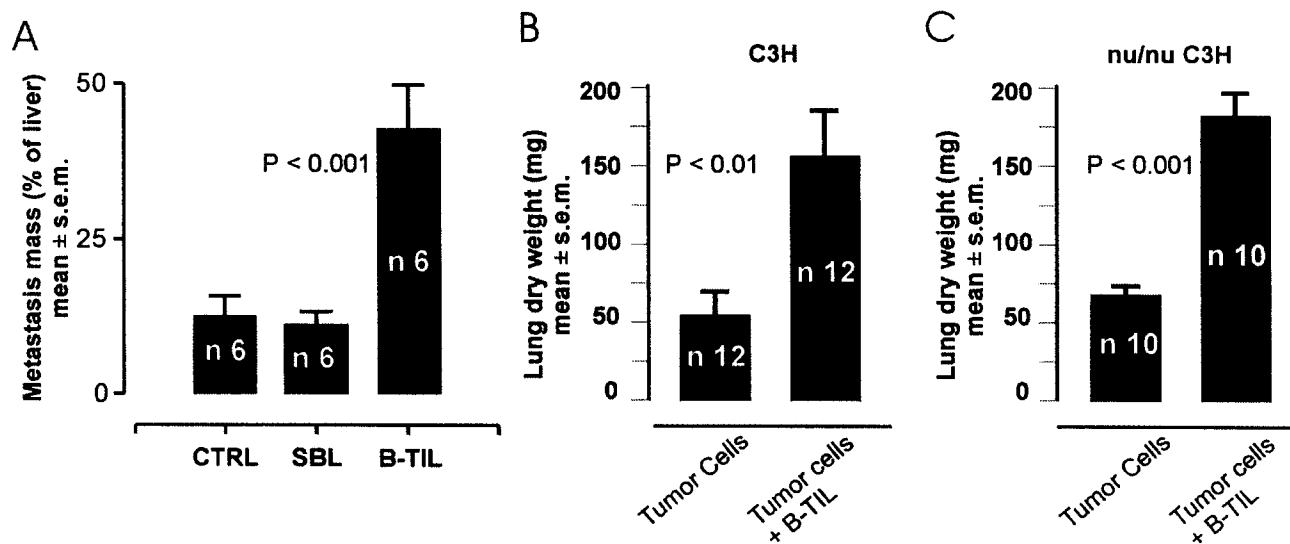 A
Metastasis mass (% of liver)
mean ± s.e.m.
50
25
0
P < 0.001
n 6
n 6
n 6
CTRL
SBL
B-TIL
B
C3H
Lung dry weight (mg)
mean ± s.e.m.
200
150
100
50
0
P < 0.01
n 12
n 12
Tumor Cells
Tumor cells
+ B-TIL
C
nu/nu C3H
Lung dry weight (mg)
mean ± s.e.m.
200
150
100
50
0
P < 0.001
n 10
n 10
Tumor Cells
Tumor cells
+ B-TIL